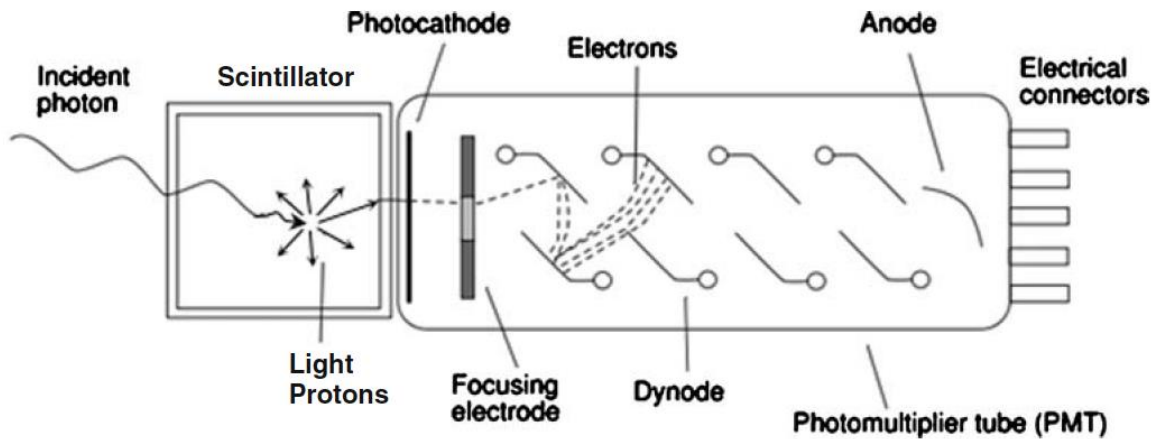 Photocathode
Electrons
Anode
Incident
photon
Scintillator
Electrical
connectors
Light
Protons
Focusing
electrode
Dynode
Photomultiplier tube (PMT)